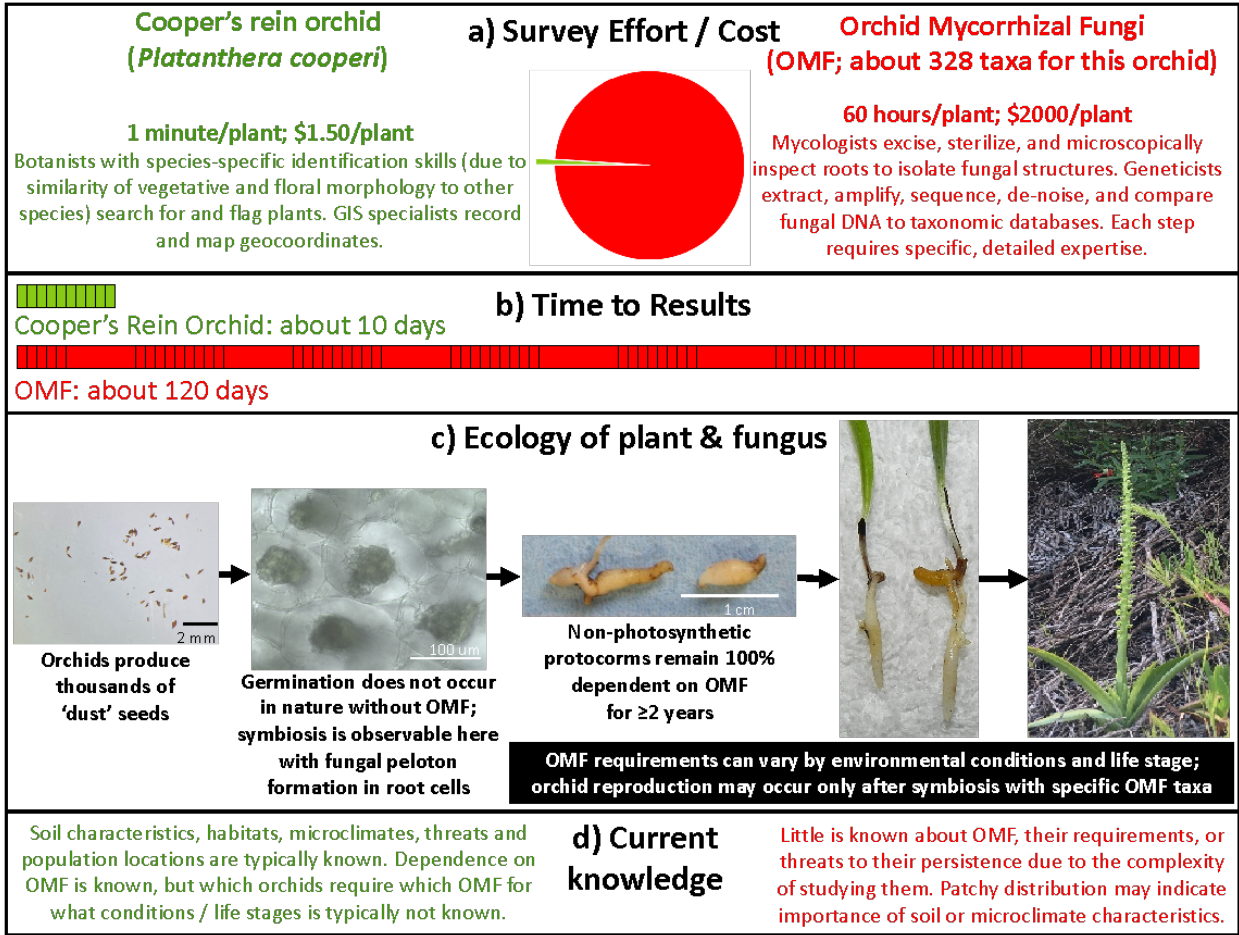 Cooper's rein orchid
(Platanthera cooperi)
a) Survey Effort / Cost
Orchid Mycorrhizal Fungi
(OMF; about 328 taxa for this orchid)
1 minute/plant; $1.50/plant
Botanists with species-specific identification skills (due to
similarity of vegetative and floral morphology to other
species) search for and flag plants. GIS specialists record
and map geocoordinates.
60 hours/plant; $2000/plant
Mycologists excise, sterilize, and microscopically
inspect roots to isolate fungal structures. Geneticists
extract, amplify, sequence, de-noise, and compare
fungal DNA to taxonomic databases. Each step
requires specific, detailed expertise.
b) Time to Results
Cooper's Rein Orchid: about 10 days
OMF: about 120 days
c) Ecology of plant & fungus
2 mm
Orchids produce
thousands of
‘dust’ seeds
100 um
Germination does not occur
in nature without OMF;
symbiosis is observable here
with fungal peloton
formation in root cells
1 cm
Non-photosynthetic
protocorms remain 100%
dependent on OMF
for ≥2 years
OMF requirements can vary by environmental conditions and life stage;
orchid reproduction may occur only after symbiosis with specific OMF taxa
Soil characteristics, habitats, microclimates, threats and
population locations are typically known. Dependence on
OMF is known, but which orchids require which OMF for
what conditions / life stages is typically not known.
d) Current
knowledge
Little is known about OMF, their requirements, or
threats to their persistence due to the complexity
of studying them. Patchy distribution may indicate
importance of soil or microclimate characteristics.